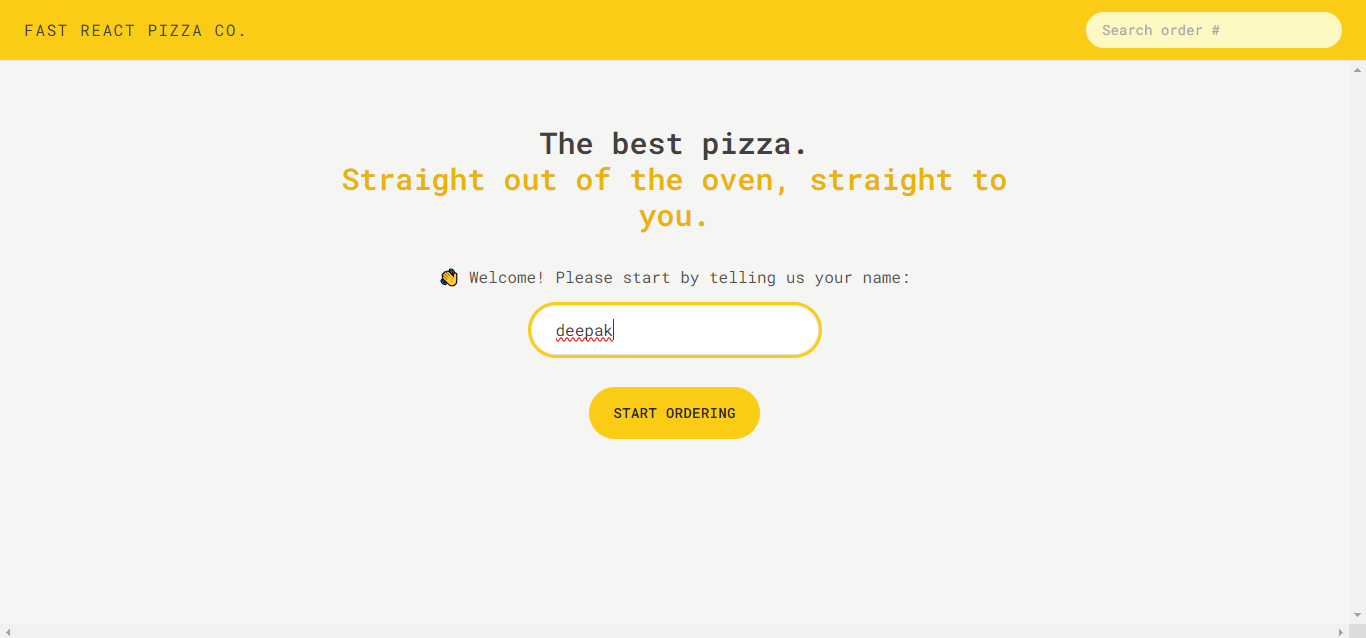 FAST REACT PIZZA CO.
Search order #
The best pizza.
Straight out of the oven, straight to
you.
👋 Welcome! Please start by telling us your name:
deepak
START ORDERING